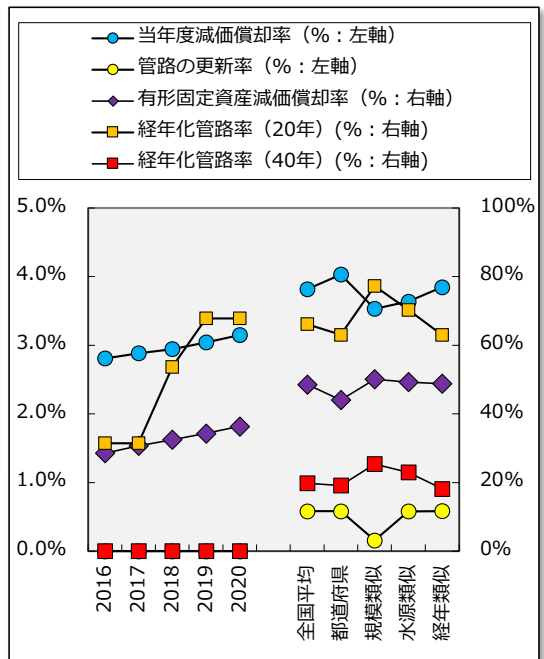 当年度減価償却率（%：左軸）
管路の更新率（%：左軸）
有形固定資産減価償却率（%：右軸）
経年化管路率（20年）(%：右軸)
経年化管路率（40年）(%：右軸)
5.0% 100%
4.0% 80%
3.0% 60%
2.0% 40%
1.0% 20%
0.0% 0%
2016
2017
2018
2019
2020
全国平均
都道府県
規模類似
水源類似
経年類似